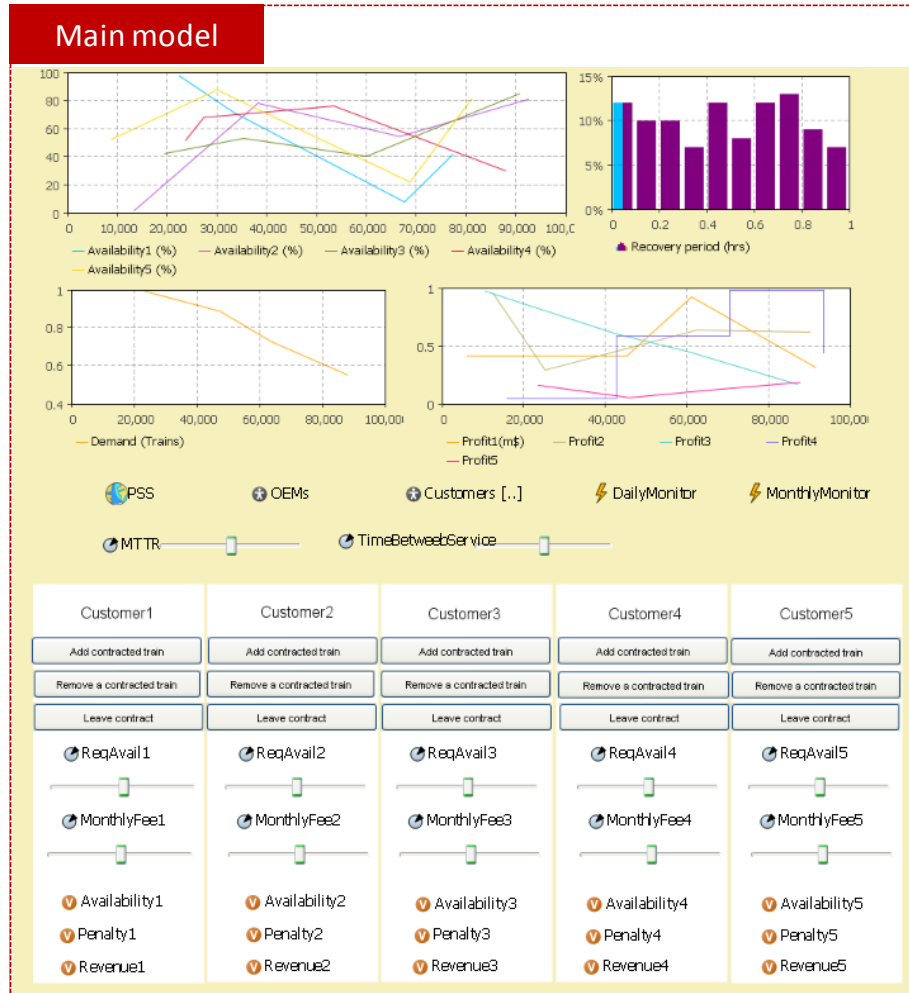 Main model
100
80
60
40
20
0
0 10,000 20,000 30,000 40,000 50,000 60,000 70,000 80,000 90,000 100,0
Availability1 (%) Availability2 (%) Availability3 (%) Availability4 (%)
Availability5 (%)
15%
10%
5%
0%
0 0.2 0.4 0.6 0.8 1
Recovery period (hrs)
1
0.8
0.6
0.4
0 20,000 40,000 60,000 80,000 100,000
Demand (Trains)
1
0.5
0
0 20,000 40,000 60,000 80,000 100,000
Profit1(m$) Profit2 Profit3 Profit4
Profit5
PSS OEMs Customers [..] DailyMonitor MonthlyMonitor
MTTR TimeBetweebService
Customer1 Customer2 Customer3 Customer4 Customer5
Add contracted train Add contracted train Add contracted train Add contracted train Add contracted train
Remove a contracted train Remove a contracted train Remove a contracted train Remove a contracted train Remove a contracted train
Leave contract Leave contract Leave contract Leave contract Leave contract
ReqAvail1 ReqAvail2 ReqAvail3 ReqAvail4 ReqAvail5
MonthlyFee1 MonthlyFee2 MonthlyFee3 MonthlyFee4 MonthlyFee5
V Availability1 V Availability2 V Availability3 V Availability4 V Availability5
V Penalty1 V Penalty2 V Penalty3 V Penalty4 V Penalty5
V Revenue1 V Revenue2 V Revenue3 V Revenue4 V Revenue5